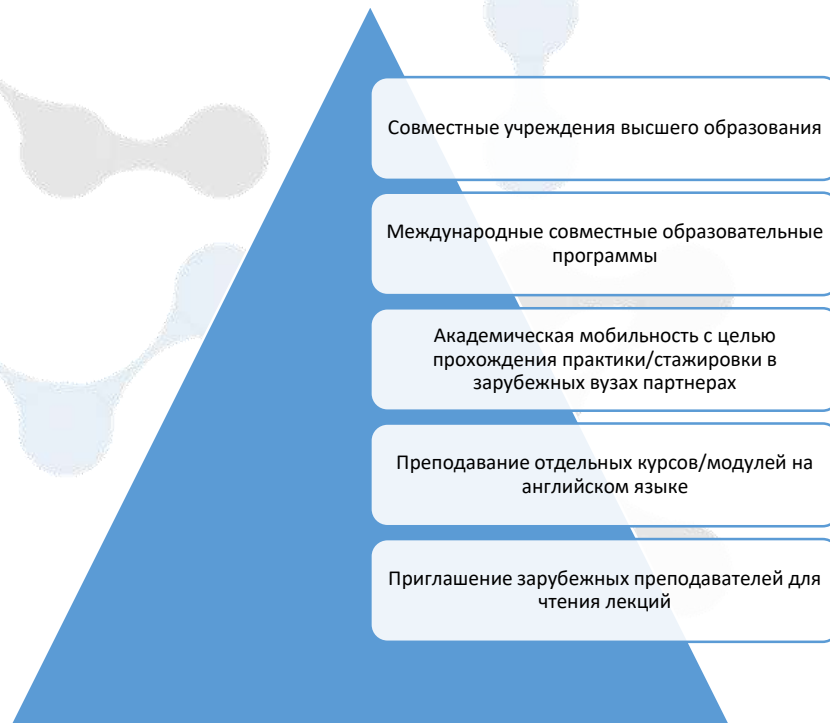 Совместные учреждения высшего образования
Международные совместные образовательные
программы
Академическая мобильность с целью
прохождения практики/стажировки в
зарубежных вузах партнерах
Преподавание отдельных курсов/модулей на
английском языке
Приглашение зарубежных преподавателей для
чтения лекций